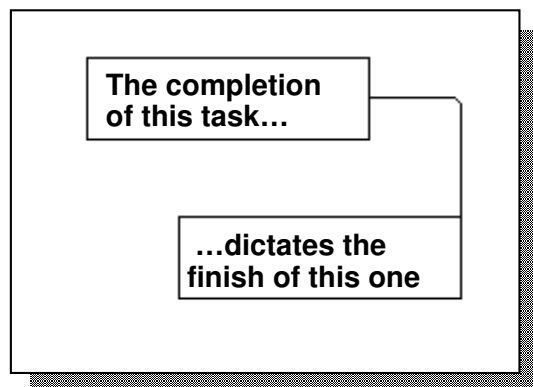 The completion
of this task…
…dictates the
finish of this one